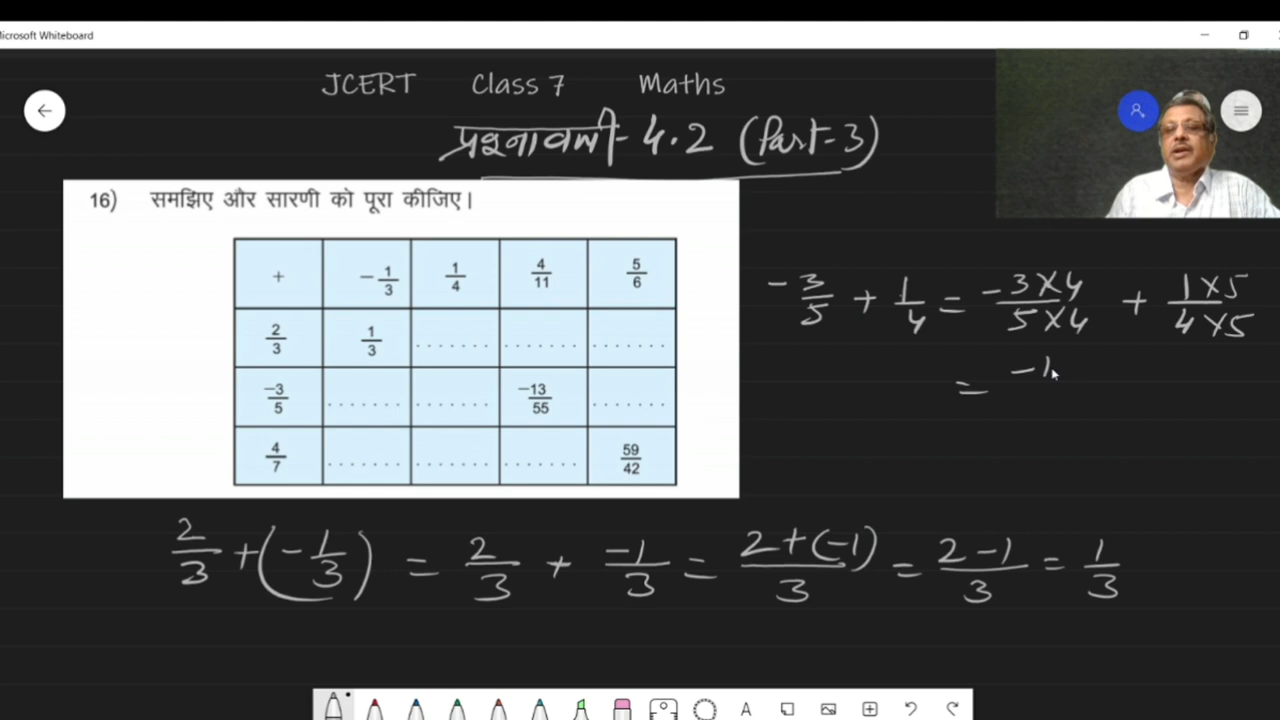 Microsoft Whiteboard
JCERT Class 7 Maths
प्रश्नावली- 4.2 (Part-3)
16) समझिए और सारणी को पूरा कीजिए।
+ -1/3 1/4 4/11 5/6
2/3 1/3 ....... ....... .......
-3/5 ....... ....... -13/55 .......
4/7 ....... ....... ....... 59/42
-3/5 + 1/4 = -3×4/5×4 + 1×5/4×5
= -1
2/3 + (-1/3) = 2/3 + -1/3 = 2+(-1)/3 = 2-1/3 = 1/3
A